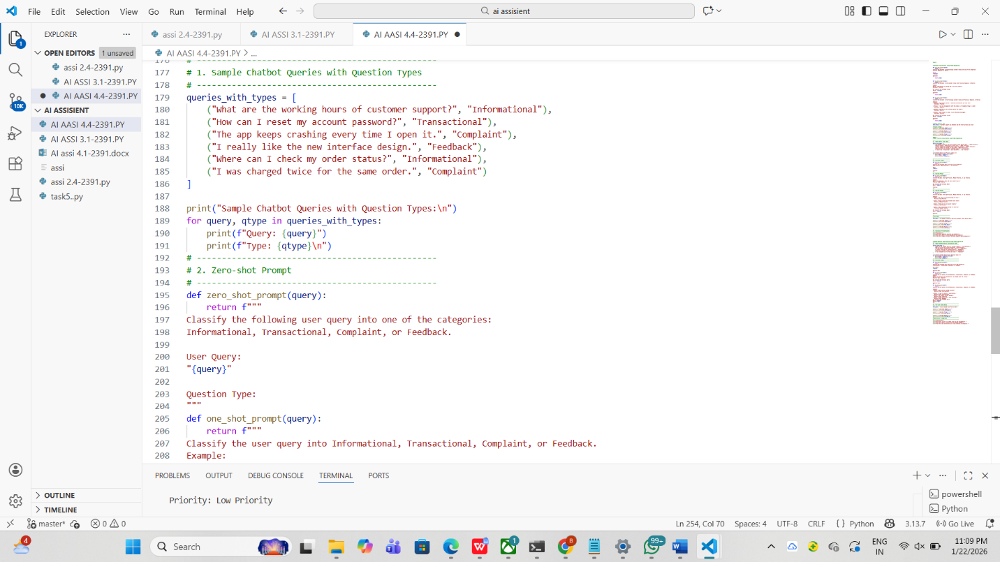 File Edit Selection View Go Run Terminal Help
ai assisient
EXPLORER
OPEN EDITORS 1 unsaved
assi 2.4-2391.py
AI ASSI 3.1-2391.PY
AI AASI 4.4-2391.PY
AI ASSISIENT
AI AASI 4.4-2391.PY
AI ASSI 3.1-2391.PY
AI assi 4.1-2391.docx
assi
assi 2.4-2391.py
task5..py
OUTLINE
TIMELINE
1
10K
assi 2.4-2391.py AI ASSI 3.1-2391.PY AI AASI 4.4-2391.PY
AI AASI 4.4-2391.PY > ...
176 # ------------------------------------------------
177 # 1. Sample Chatbot Queries with Question Types
178 # ------------------------------------------------
179 queries_with_types = [
180 ("What are the working hours of customer support?", "Informational"),
181 ("How can I reset my account password?", "Transactional"),
182 ("The app keeps crashing every time I open it.", "Complaint"),
183 ("I really like the new interface design.", "Feedback"),
184 ("Where can I check my order status?", "Informational"),
185 ("I was charged twice for the same order.", "Complaint")
186 ]
187
188 print("Sample Chatbot Queries with Question Types:\n")
189 for query, qtype in queries_with_types:
190 print(f"Query: {query}")
191 print(f"Type: {qtype}\n")
192 # ------------------------------------------------
193 # 2. Zero-shot Prompt
194 # ------------------------------------------------
195 def zero_shot_prompt(query):
196 return f"""
197 Classify the following user query into one of the categories:
198 Informational, Transactional, Complaint, or Feedback.
199
200 User Query:
201 "{query}"
202
203 Question Type:
204 """
205 def one_shot_prompt(query):
206 return f"""
207 Classify the user query into Informational, Transactional, Complaint, or Feedback.
208 Example:
PROBLEMS OUTPUT DEBUG CONSOLE TERMINAL PORTS
Priority: Low Priority
powershell
Python
master* 0 0 Ln 254, Col 70 Spaces: 4 UTF-8 CRLF { } Python 3.13.7 Go Live
4 Search 1 8 99+ ENG IN 11:09 PM 1/22/2026